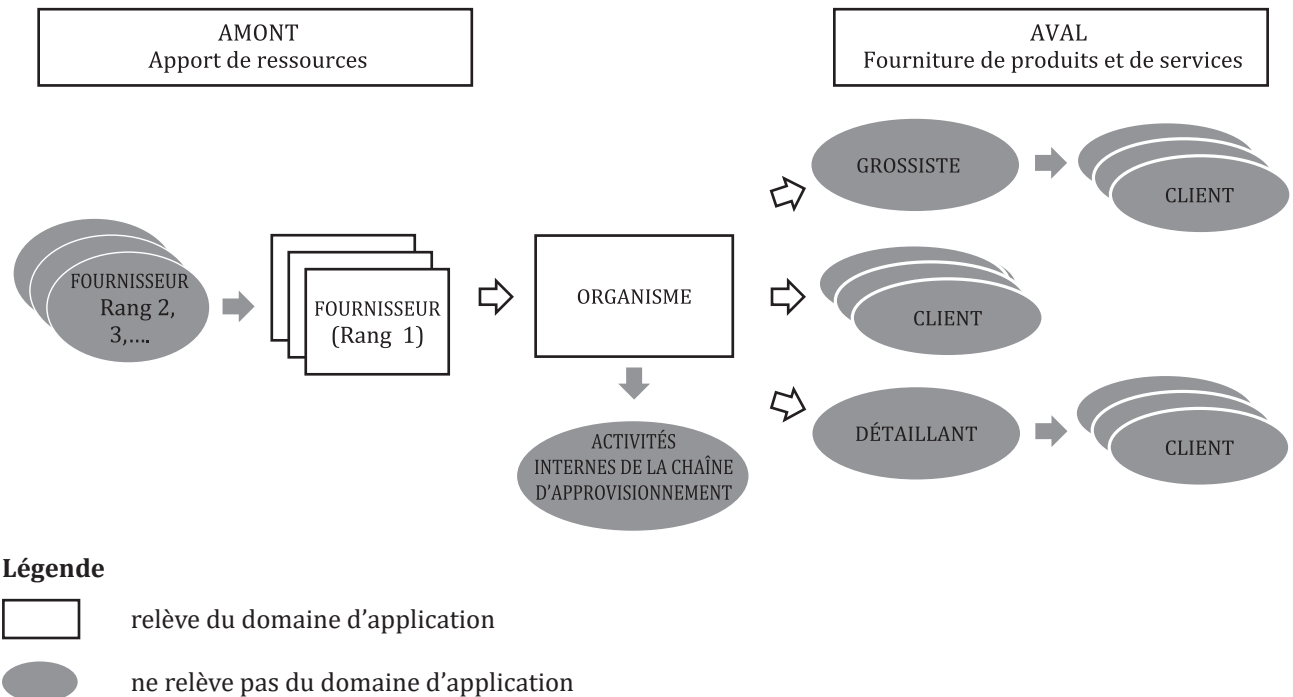 AMONT
Apport de ressources
AVAL
Fourniture de produits et de services
GROSSISTE
CLIENT
FOURNISSEUR
Rang 2,
3,....
FOURNISSEUR
(Rang 1)
ORGANISME
CLIENT
ACTIVITÉS
INTERNES DE LA CHAÎNE
D'APPROVISIONNEMENT
DÉTAILLANT
CLIENT
Légende
relève du domaine d'application
ne relève pas du domaine d'application